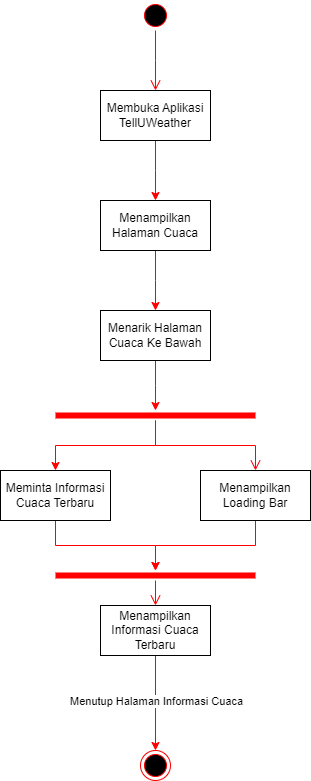 Membuka Aplikasi
TellUWeather
Menampilkan
Halaman Cuaca
Menarik Halaman
Cuaca Ke Bawah
Meminta Informasi
Cuaca Terbaru
Menampilkan
Loading Bar
Menampilkan
Informasi Cuaca
Terbaru
Menutup Halaman Informasi Cuaca